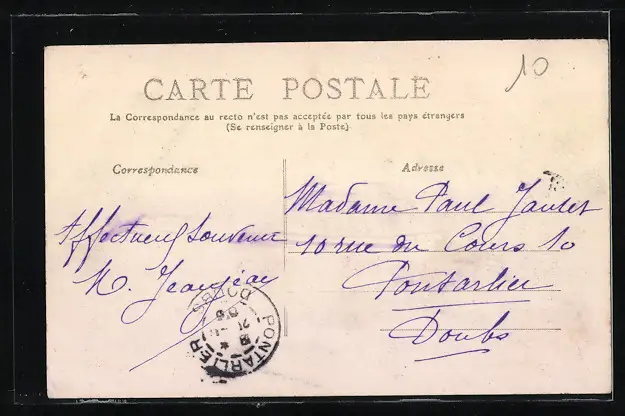 10
CARTE POSTALE
La Correspondance au recto n'est pas acceptée par tous les pays étrangers
(Se renseigner à la Poste)
Correspondance
Adresse
Affectueux Souvenir
Jeanjean
Madame Paul
10 rue du Cours 10
Pontarlier
Doubs
PONTARLIER
DOUBS